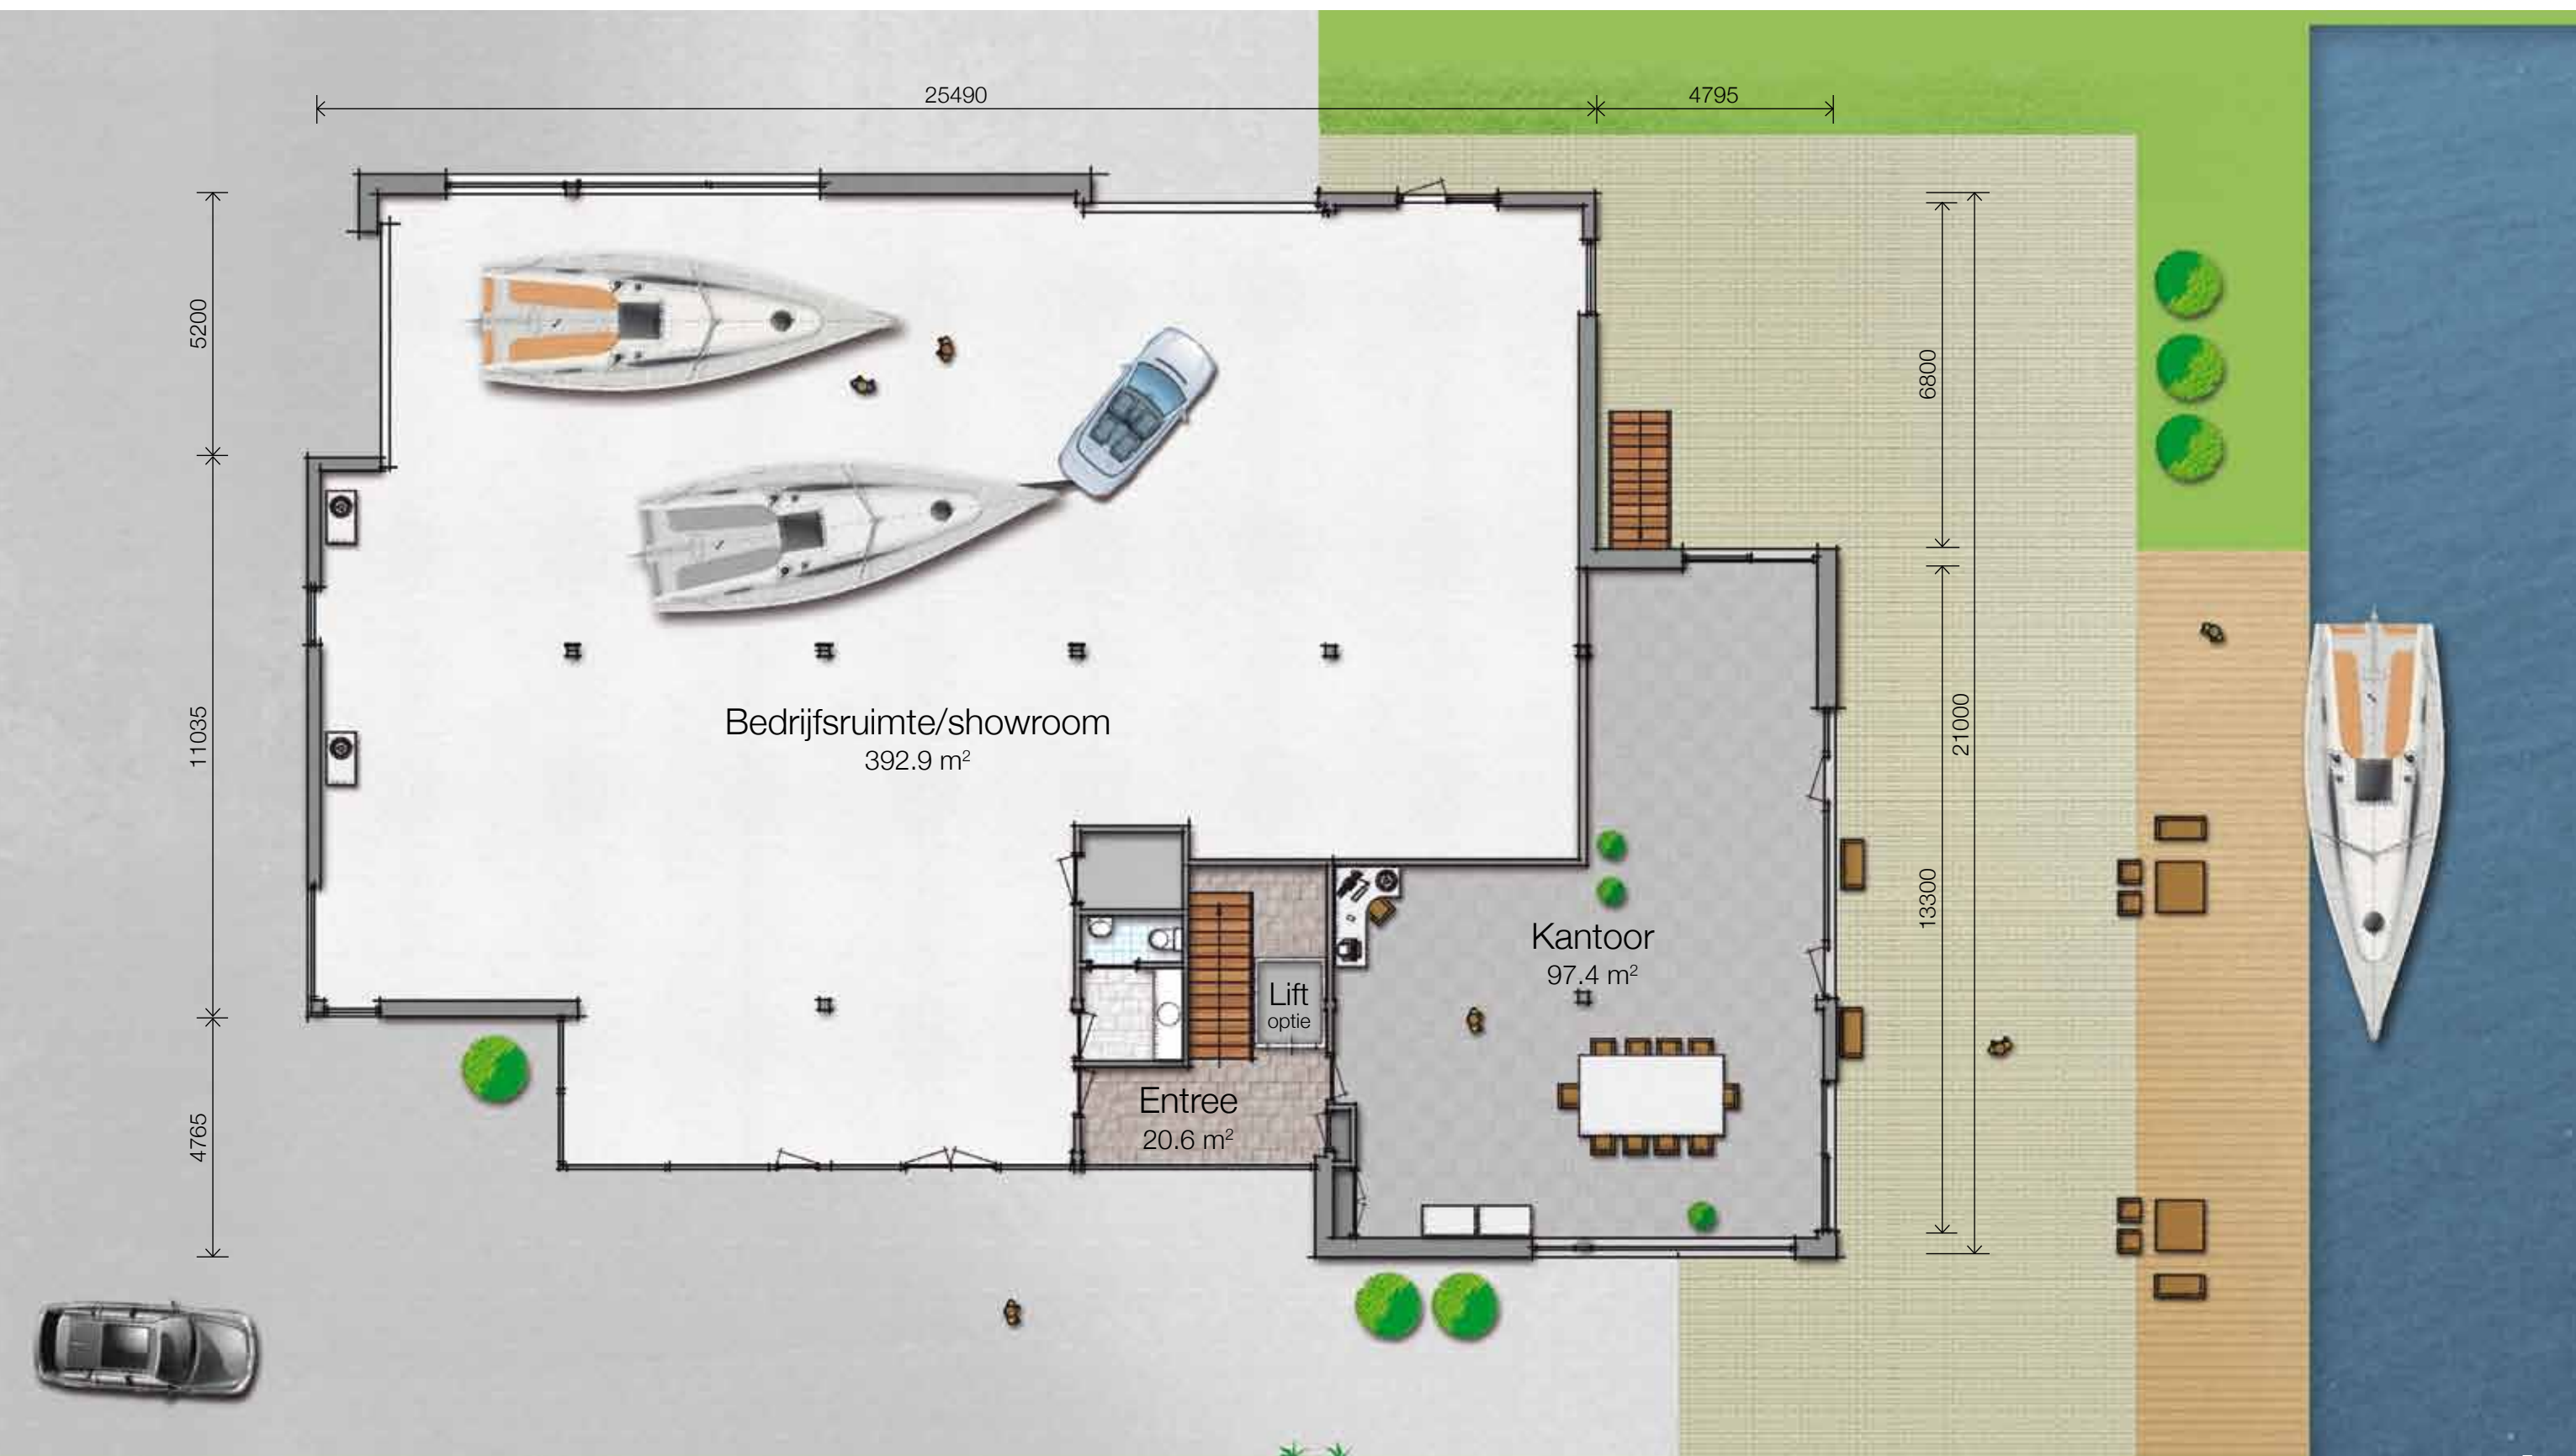 25490
4795
5200
6800
11035
21000
13300
4765
Bedrijfsruimte/showroom
392.9 m²
Kantoor
97.4 m²
Lift
optie
Entree
20.6 m²